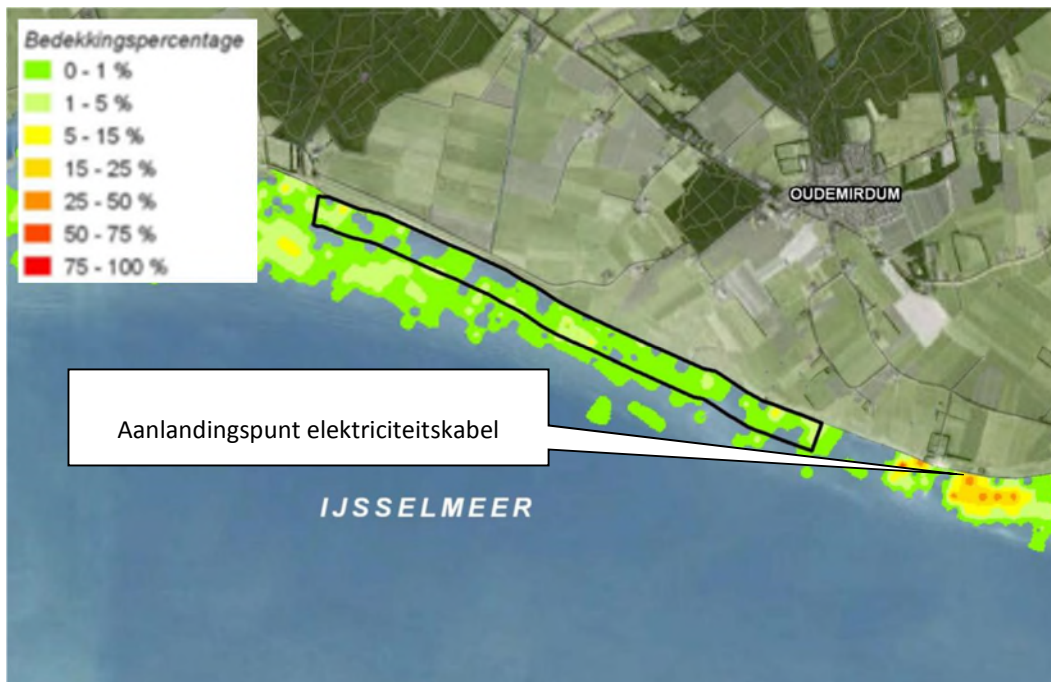 Bedekkingspercentage
0 - 1 %
1 - 5 %
5 - 15 %
15 - 25 %
25 - 50 %
50 - 75 %
75 - 100 %
OUDEMIRDUM
Aanlandingspunt elektriciteitskabel
IJSSELMEER